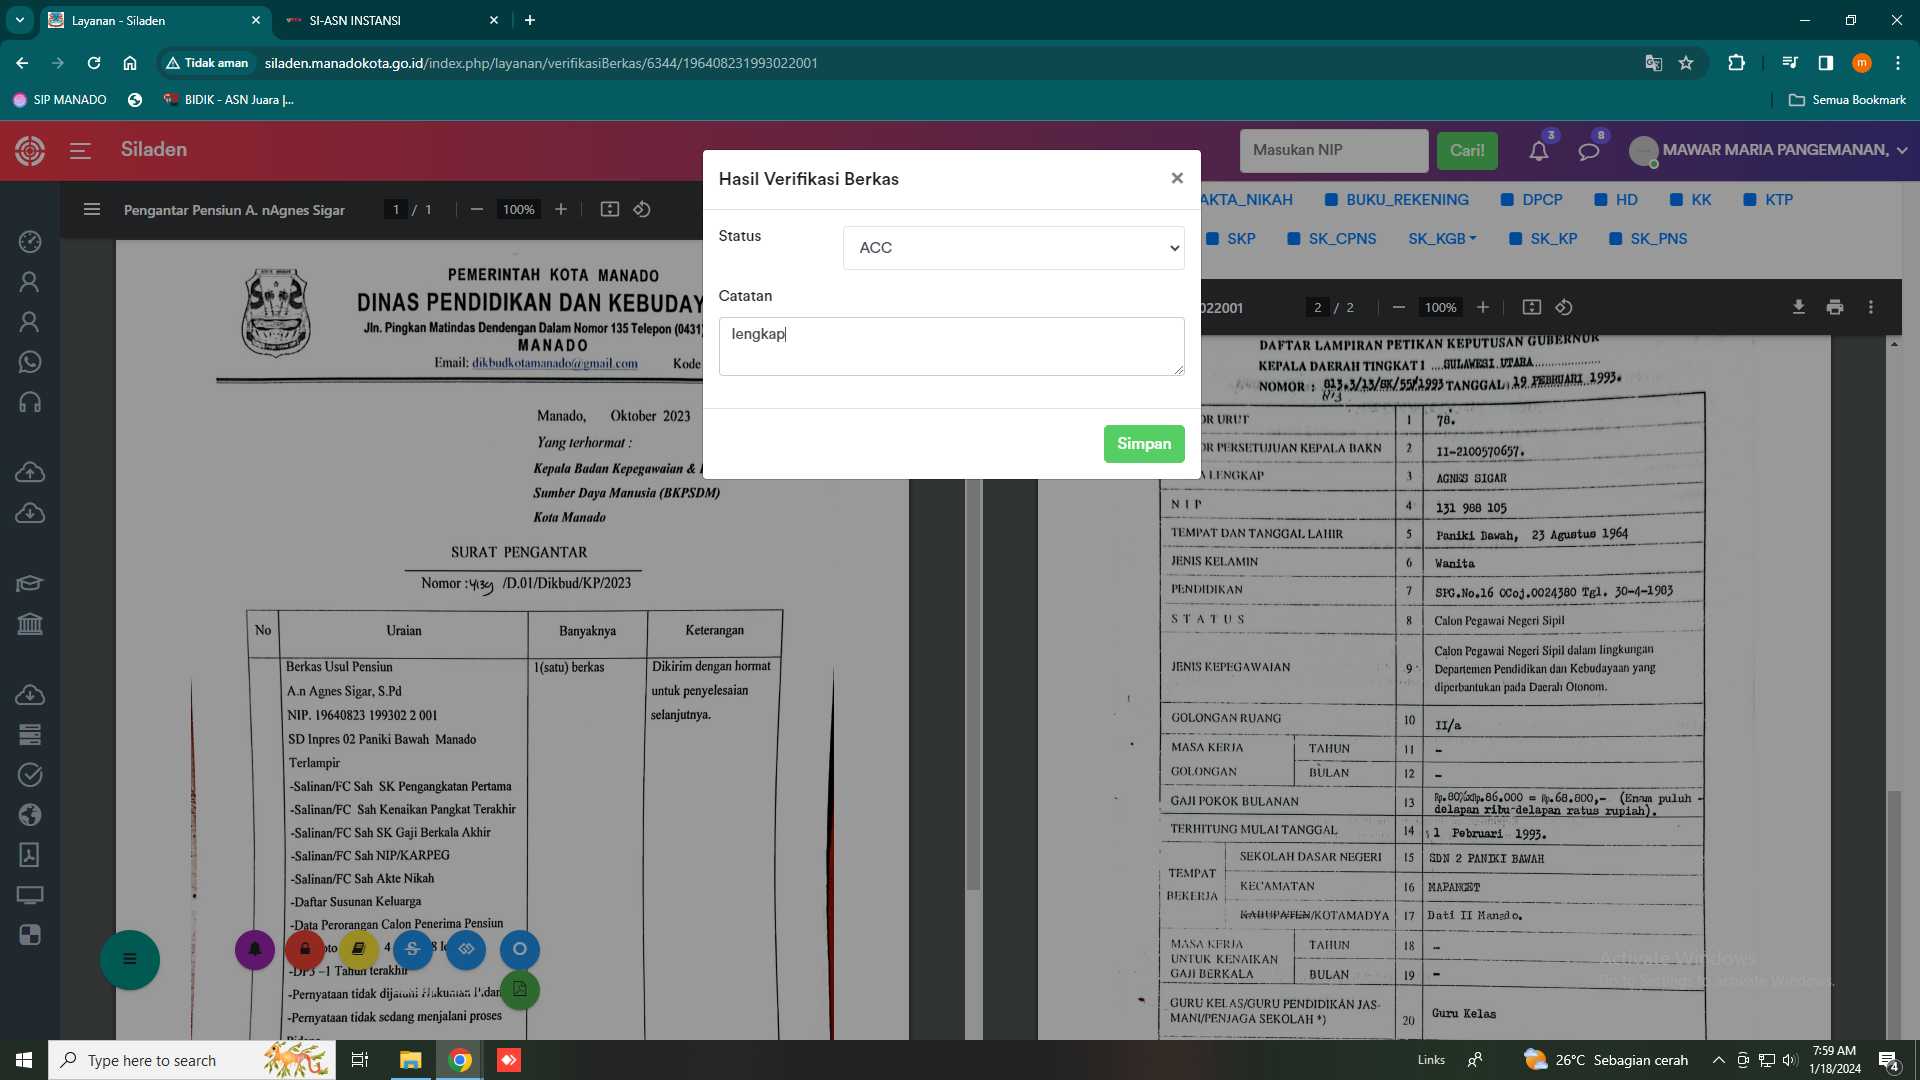 Layanan - Siladen
SI-ASN INSTANSI
Tidak aman
siladen.manadokota.go.id/index.php/layanan/verifikasiBerkas/6344/196408231993022001
m
SIP MANADO
BIDIK - ASN Juara |...
Semua Bookmark
Siladen
Masukan NIP
Cari!
3
8
MAWAR MARIA PANGEMANAN,
Pengantar Pensiun A. nAgnes Sigar
1 / 1
100%
AKTA_NIKAH
BUKU_REKENING
DPCP
HD
KK
KTP
SKP
SK_CPNS
SK_KGB
SK_KP
SK_PNS
022001
2 / 2
100%
Hasil Verifikasi Berkas
Status
ACC
Catatan
lengkap
Simpan
PEMERINTAH KOTA MANADO
DINAS PENDIDIKAN DAN KEBUDAY
Jln. Pingkan Matindas Dendengan Dalam Nomor 135 Telepon (0431)
MANADO
Email: dikbudkotamanado@gmail.com
Kode
Manado, Oktober 2023
Yang terhormat :
Kepala Badan Kepegawaian &
Sumber Daya Manusia (BKPSDM)
Kota Manado
SURAT PENGANTAR
Nomor : /D.01/Dikbud/KP/2023
No Uraian Banyaknya Keterangan
Berkas Usul Pensiun 1(satu) berkas Dikirim dengan hormat
A.n Agnes Sigar, S.Pd untuk penyelesaian
NIP. 19640823 199302 2 001 selanjutnya.
SD Inpres 02 Paniki Bawah Manado
Terlampir
-Salinan/FC Sah SK Pengangkatan Pertama
-Salinan/FC Sah Kenaikan Pangkat Terakhir
-Salinan/FC Sah SK Gaji Berkala Akhir
-Salinan/FC Sah NIP/KARPEG
-Salinan/FC Sah Akte Nikah
-Daftar Susunan Keluarga
-Data Perorangan Calon Penerima Pensiun
-DP3 –1 Tahun terakhir
-Pernyataan tidak dijatuhi Hukuman
-Pernyataan tidak sedang menjalani proses
DAFTAR LAMPIRAN PETIKAN KEPUTUSAN GUBERNUR
KEPALA DAERAH TINGKAT I SULAWESI UTARA
NOMOR : 813.3/13/SK/55/1993 TANGGAL 19 PEBRUARI 1993.
OR URUT 1 78.
OR PERSETUJUAN KEPALA BAKN 2 II-2100570657.
A LENGKAP 3 AGNES SIGAR
N I P 4 131 988 105
TEMPAT DAN TANGGAL LAHIR 5 Paniki Bawah, 23 Agustus 1964
JENIS KELAMIN 6 Wanita
PENDIDIKAN 7 SPG.No.16 OCoj.0024380 Tgl. 30-4-1983
S T A T U S 8 Calon Pegawai Negeri Sipil
JENIS KEPEGAWAIAN 9 Calon Pegawai Negeri Sipil dalam lingkungan
Departemen Pendidikan dan Kebudayaan yang
diperbantukan pada Daerah Otonom.
GOLONGAN RUANG 10 II/a
MASA KERJA TAHUN 11 -
GOLONGAN BULAN 12 -
GAJI POKOK BULANAN 13 Rp.80%xRp.86.000 = Rp.68.800,- (Enam puluh -
delapan ribu delapan ratus rupiah).
TERHITUNG MULAI TANGGAL 14 1 Pebruari 1993.
TEMPAT
BEKERJA
SEKOLAH DASAR NEGERI 15 SDN 2 PANIKI BAWAH
KECAMATAN 16 MAPANGET
KABUPATEN/KOTAMADYA 17 Dati II Manado.
MASA KERJA TAHUN 18 -
UNTUK KENAIKAN
GAJI BERKALA BULAN 19 -
GURU KELAS/GURU PENDIDIKAN JAS-
MANI/PENJAGA SEKOLAH *) 20 Guru Kelas
Activate Windows
Go to Settings to activate Windows.
Type here to search
Links
26°C Sebagian cerah
7:59 AM
1/18/2024
4